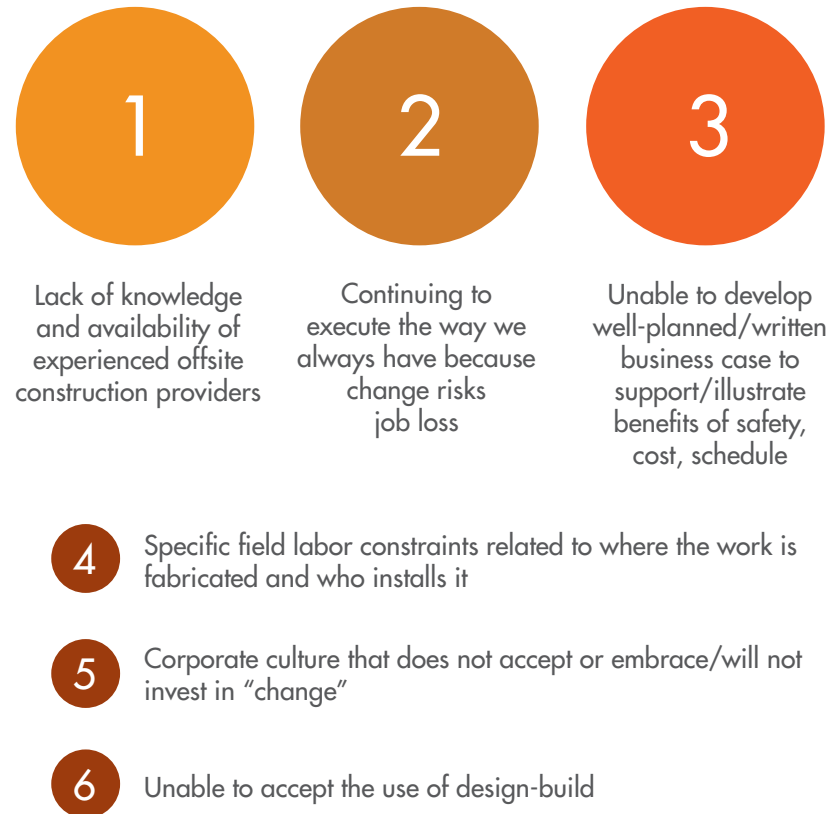 1
2
3
Lack of knowledge
and availability of
experienced offsite
construction providers
Continuing to
execute the way we
always have because
change risks
job loss
Unable to develop
well-planned/written
business case to
support/illustrate
benefits of safety,
cost, schedule
4
Specific field labor constraints related to where the work is
fabricated and who installs it
5
Corporate culture that does not accept or embrace/will not
invest in “change”
6
Unable to accept the use of design-build